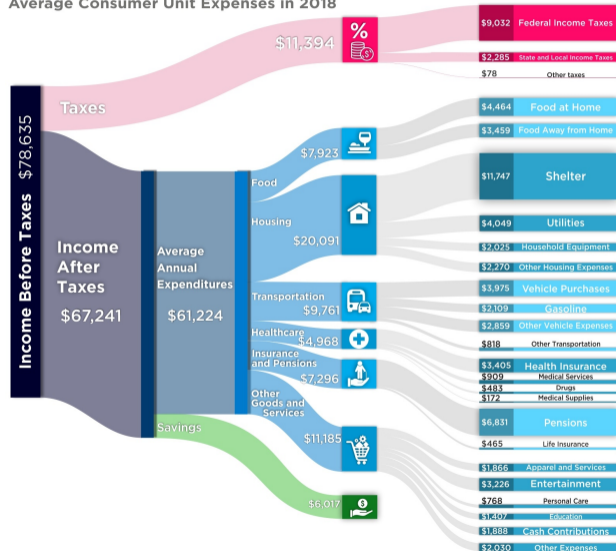 Average Consumer Unit Expenses in 2018
Income Before Taxes $78,635
Taxes
$11,394
%
$
$9,032 Federal Income Taxes
$2,285 State and Local Income Taxes
$78 Other taxes
Income
After
Taxes
$67,241
Average
Annual
Expenditures
$61,224
Food
$7,923
$4,464 Food at Home
$3,459 Food Away from Home
Housing
$20,091
$11,747 Shelter
$4,049 Utilities
$2,025 Household Equipment
$2,270 Other Housing Expenses
Transportation
$9,761
$3,975 Vehicle Purchases
$2,109 Gasoline
$2,859 Other Vehicle Expenses
$818 Other Transportation
Healthcare
$4,968
$3,405 Health Insurance
$909 Medical Services
$483 Drugs
$172 Medical Supplies
Insurance
and Pensions
$7,296
$6,831 Pensions
$465 Life Insurance
Other
Goods and
Services
$11,185
$1,866 Apparel and Services
$3,226 Entertainment
$768 Personal Care
$1,407 Education
$1,888 Cash Contributions
$2,030 Other Expenses
Savings
$6,017
$